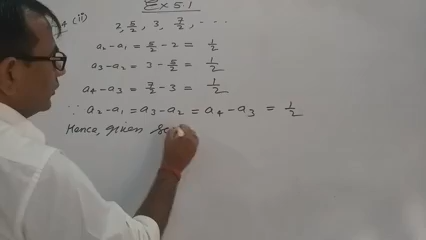 Ex 5.1
4 (ii)
2, 5/2, 3, 7/2, ....
a₂-a₁ = 5/2 - 2 = 1/2
a₃-a₂ = 3 - 5/2 = 1/2
a₄-a₃ = 7/2 - 3 = 1/2
∵ a₂-a₁ = a₃-a₂ = a₄-a₃ = 1/2
Hence, given